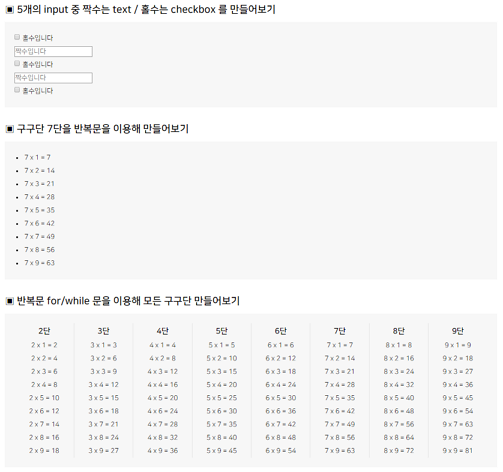 ▣ 5개의 input 중 짝수는 text / 홀수는 checkbox 를 만들어보기
홀수입니다
짝수입니다
홀수입니다
짝수입니다
홀수입니다
▣ 구구단 7단을 반복문을 이용해 만들어보기
• 7 x 1 = 7
• 7 x 2 = 14
• 7 x 3 = 21
• 7 x 4 = 28
• 7 x 5 = 35
• 7 x 6 = 42
• 7 x 7 = 49
• 7 x 8 = 56
• 7 x 9 = 63
▣ 반복문 for/while 문을 이용해 모든 구구단 만들어보기
2단 3단 4단 5단 6단 7단 8단 9단
2 x 1 = 2 3 x 1 = 3 4 x 1 = 4 5 x 1 = 5 6 x 1 = 6 7 x 1 = 7 8 x 1 = 8 9 x 1 = 9
2 x 2 = 4 3 x 2 = 6 4 x 2 = 8 5 x 2 = 10 6 x 2 = 12 7 x 2 = 14 8 x 2 = 16 9 x 2 = 18
2 x 3 = 6 3 x 3 = 9 4 x 3 = 12 5 x 3 = 15 6 x 3 = 18 7 x 3 = 21 8 x 3 = 24 9 x 3 = 27
2 x 4 = 8 3 x 4 = 12 4 x 4 = 16 5 x 4 = 20 6 x 4 = 24 7 x 4 = 28 8 x 4 = 32 9 x 4 = 36
2 x 5 = 10 3 x 5 = 15 4 x 5 = 20 5 x 5 = 25 6 x 5 = 30 7 x 5 = 35 8 x 5 = 40 9 x 5 = 45
2 x 6 = 12 3 x 6 = 18 4 x 6 = 24 5 x 6 = 30 6 x 6 = 36 7 x 6 = 42 8 x 6 = 48 9 x 6 = 54
2 x 7 = 14 3 x 7 = 21 4 x 7 = 28 5 x 7 = 35 6 x 7 = 42 7 x 7 = 49 8 x 7 = 56 9 x 7 = 63
2 x 8 = 16 3 x 8 = 24 4 x 8 = 32 5 x 8 = 40 6 x 8 = 48 7 x 8 = 56 8 x 8 = 64 9 x 8 = 72
2 x 9 = 18 3 x 9 = 27 4 x 9 = 36 5 x 9 = 45 6 x 9 = 54 7 x 9 = 63 8 x 9 = 72 9 x 9 = 81